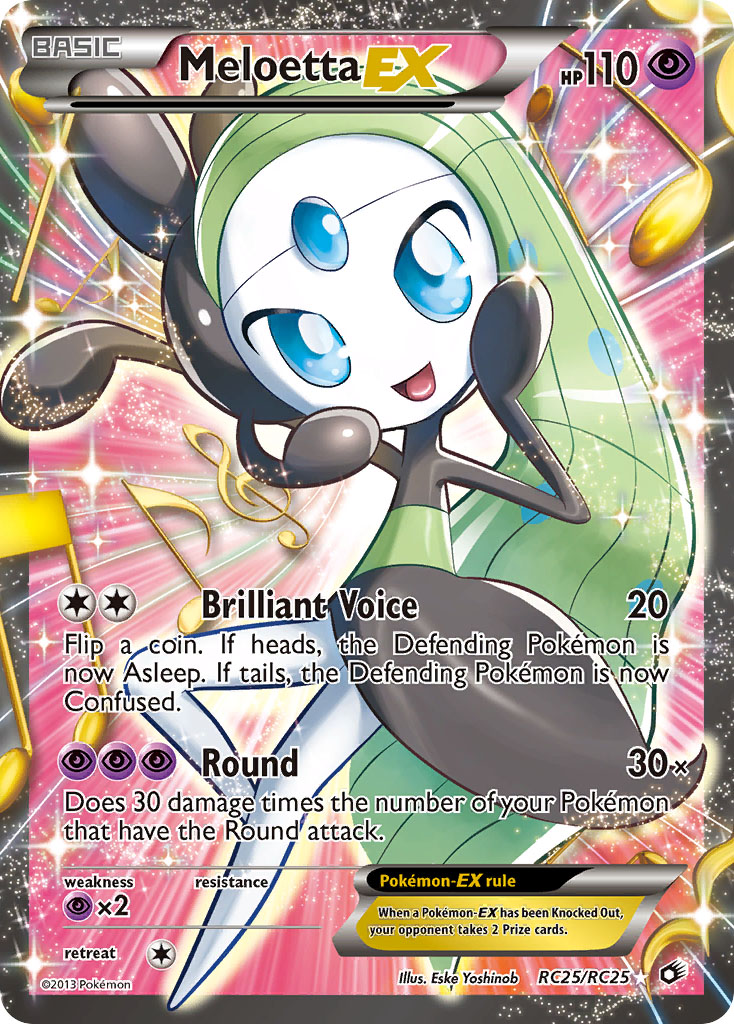 BASIC
Meloetta EX
HP110
Brilliant Voice 20
Flip a coin. If heads, the Defending Pokémon is
now Asleep. If tails, the Defending Pokémon is now
Confused.
Round 30×
Does 30 damage times the number of your Pokémon
that have the Round attack.
weakness resistance
×2
retreat
Pokémon-EX rule
When a Pokémon-EX has been Knocked Out,
your opponent takes 2 Prize cards.
Illus. Eske Yoshinob RC25/RC25
©2013 Pokémon